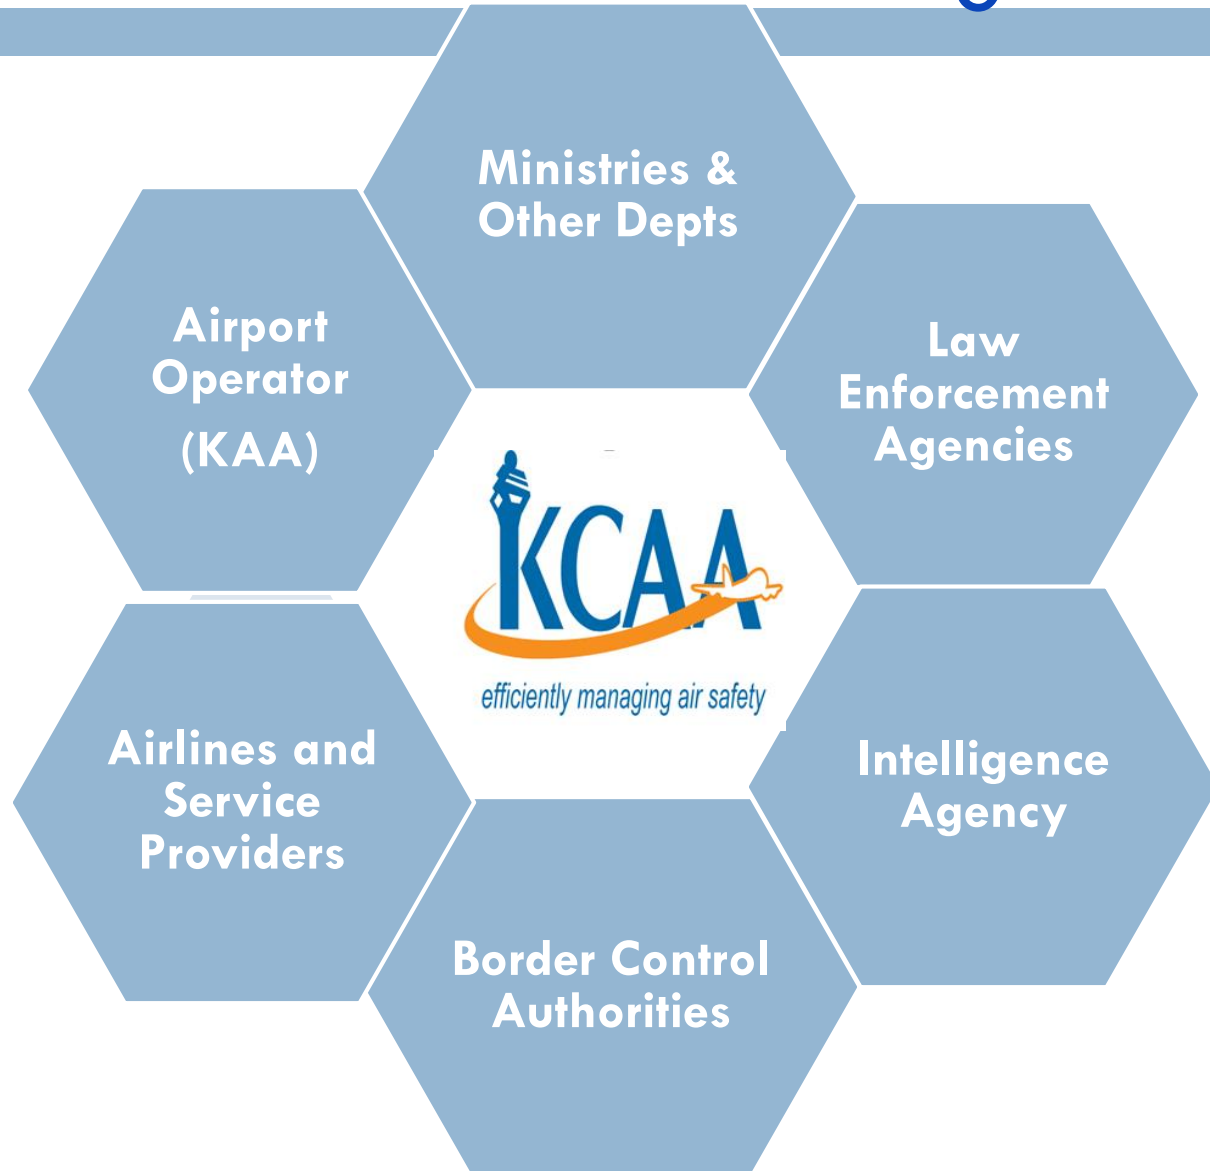 Ministries &
Other Depts
Airport
Operator
(KAA)
Law
Enforcement
Agencies
KCAA
efficiently managing air safety
Airlines and
Service
Providers
Intelligence
Agency
Border Control
Authorities